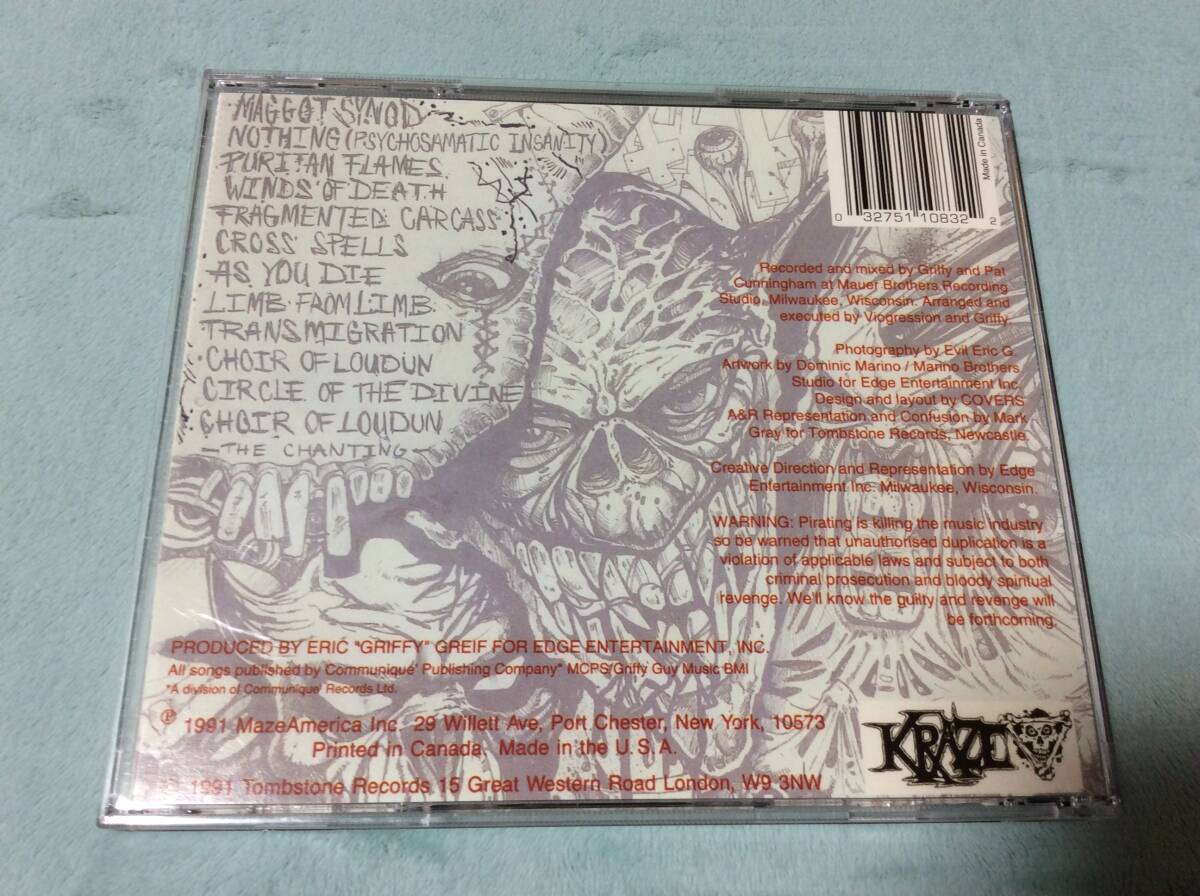 MAGGOT SYNOD
NOTHING (PSYCHOSAMATIC INSANITY)
PURITAN FLAMES
WINDS OF DEATH
FRAGMENTED CARCASS
CROSS SPELLS
AS YOU DIE
LIMB FROM LIMB
TRANSMIGRATION
CHOIR OF LOUDUN
CIRCLE OF THE DIVINE
CHOIR OF LOUDUN
-THE CHANTING-
Made in Canada
0 32751 10832 2
Recorded and mixed by Griffy and Pat
Cunningham at Mauer Brothers Recording
Studio, Milwaukee, Wisconsin. Arranged and
executed by Viogression and Griffy.
Photography by Evil Eric G.
Artwork by Dominic Marino / Marino Brothers
Studio for Edge Entertainment Inc.
Design and layout by COVERS
A&R Representation and Confusion by Mark
Gray for Tombstone Records, Newcastle.
Creative Direction and Representation by Edge
Entertainment Inc. Milwaukee, Wisconsin.
WARNING: Pirating is killing the music industry
so be warned that unauthorised duplication is a
violation of applicable laws and subject to both
criminal prosecution and bloody spiritual
revenge. We'll know the guilty and revenge will
be forthcoming.
PRODUCED BY ERIC "GRIFFY" GREIF FOR EDGE ENTERTAINMENT, INC.
All songs published by Communique' Publishing Company* MCPS/Griffy Guy Music BMI
*A division of Communique' Records Ltd.
℗ 1991 MazeAmerica Inc. 29 Willett Ave, Port Chester, New York, 10573
Printed in Canada. Made in the U.S.A.
© 1991 Tombstone Records 15 Great Western Road London, W9 3NW
KRAZE